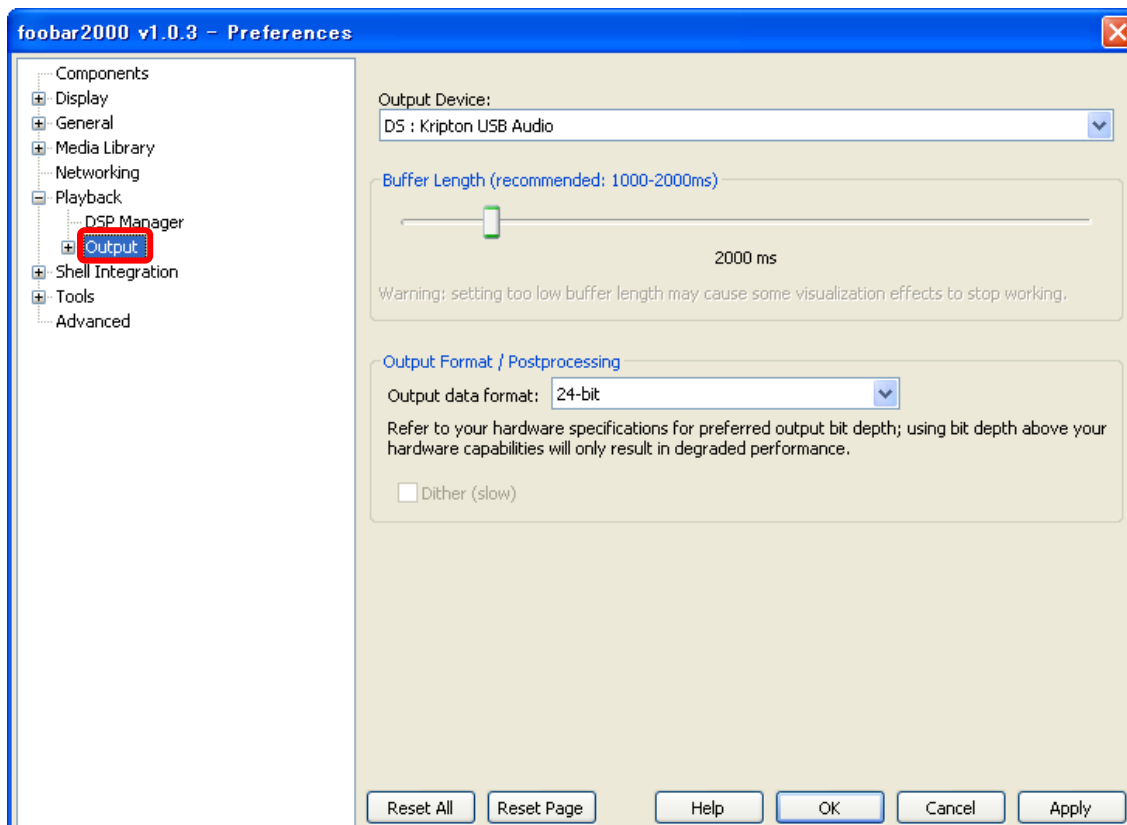 foobar2000 v1.0.3 - Preferences
Components
Display
General
Media Library
Networking
Playback
DSP Manager
Output
Shell Integration
Tools
Advanced
Output Device:
DS : Kripton USB Audio
Buffer Length (recommended: 1000-2000ms)
2000 ms
Warning: setting too low buffer length may cause some visualization effects to stop working.
Output Format / Postprocessing
Output data format: 24-bit
Refer to your hardware specifications for preferred output bit depth; using bit depth above your
hardware capabilities will only result in degraded performance.
Dither (slow)
Reset All Reset Page Help OK Cancel Apply